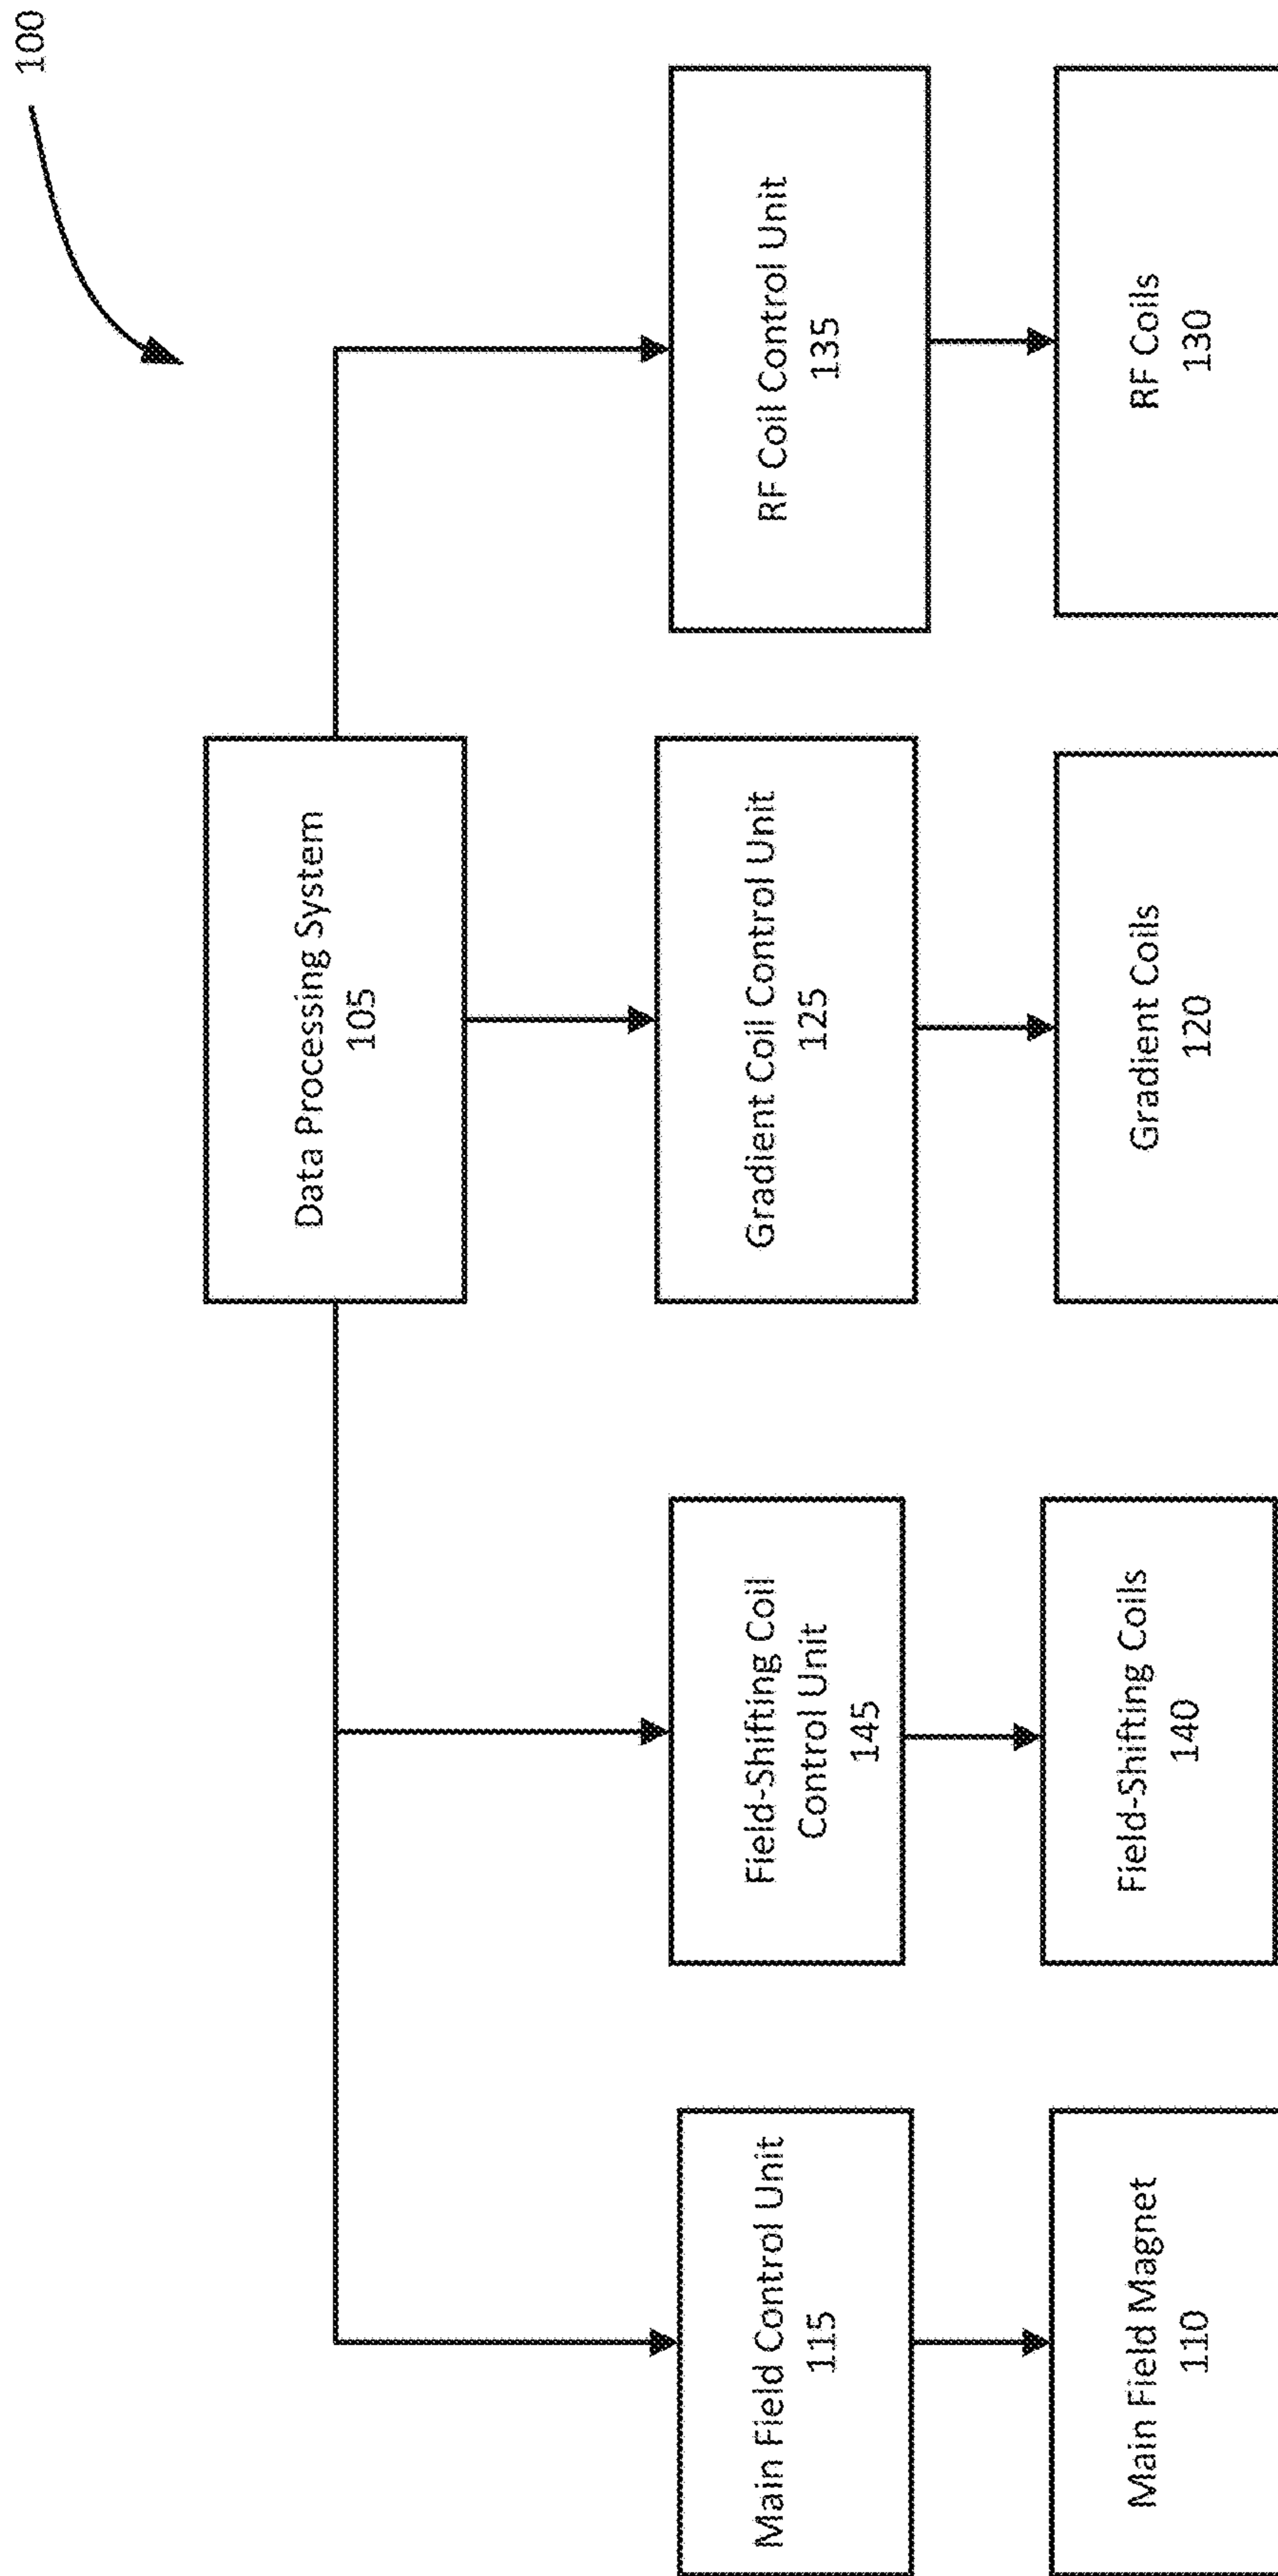 100
Data Processing System
105
Main Field Control Unit
115
Field-Shifting Coil
Control Unit
145
Gradient Coil Control Unit
125
RF Coil Control Unit
135
Main Field Magnet
110
Field-Shifting Coils
140
Gradient Coils
120
RF Coils
130